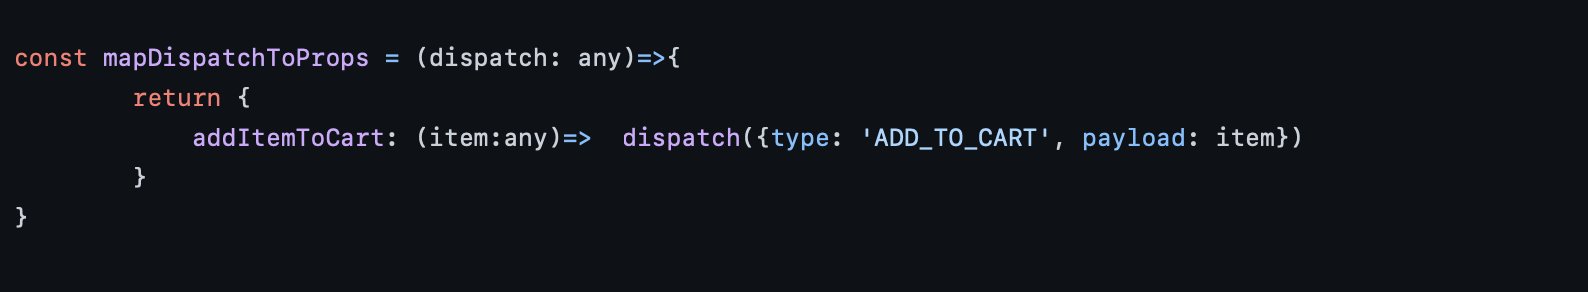 const mapDispatchToProps = (dispatch: any)=>{
        return {
            addItemToCart: (item:any)=>  dispatch({type: 'ADD_TO_CART', payload: item})
        }
}